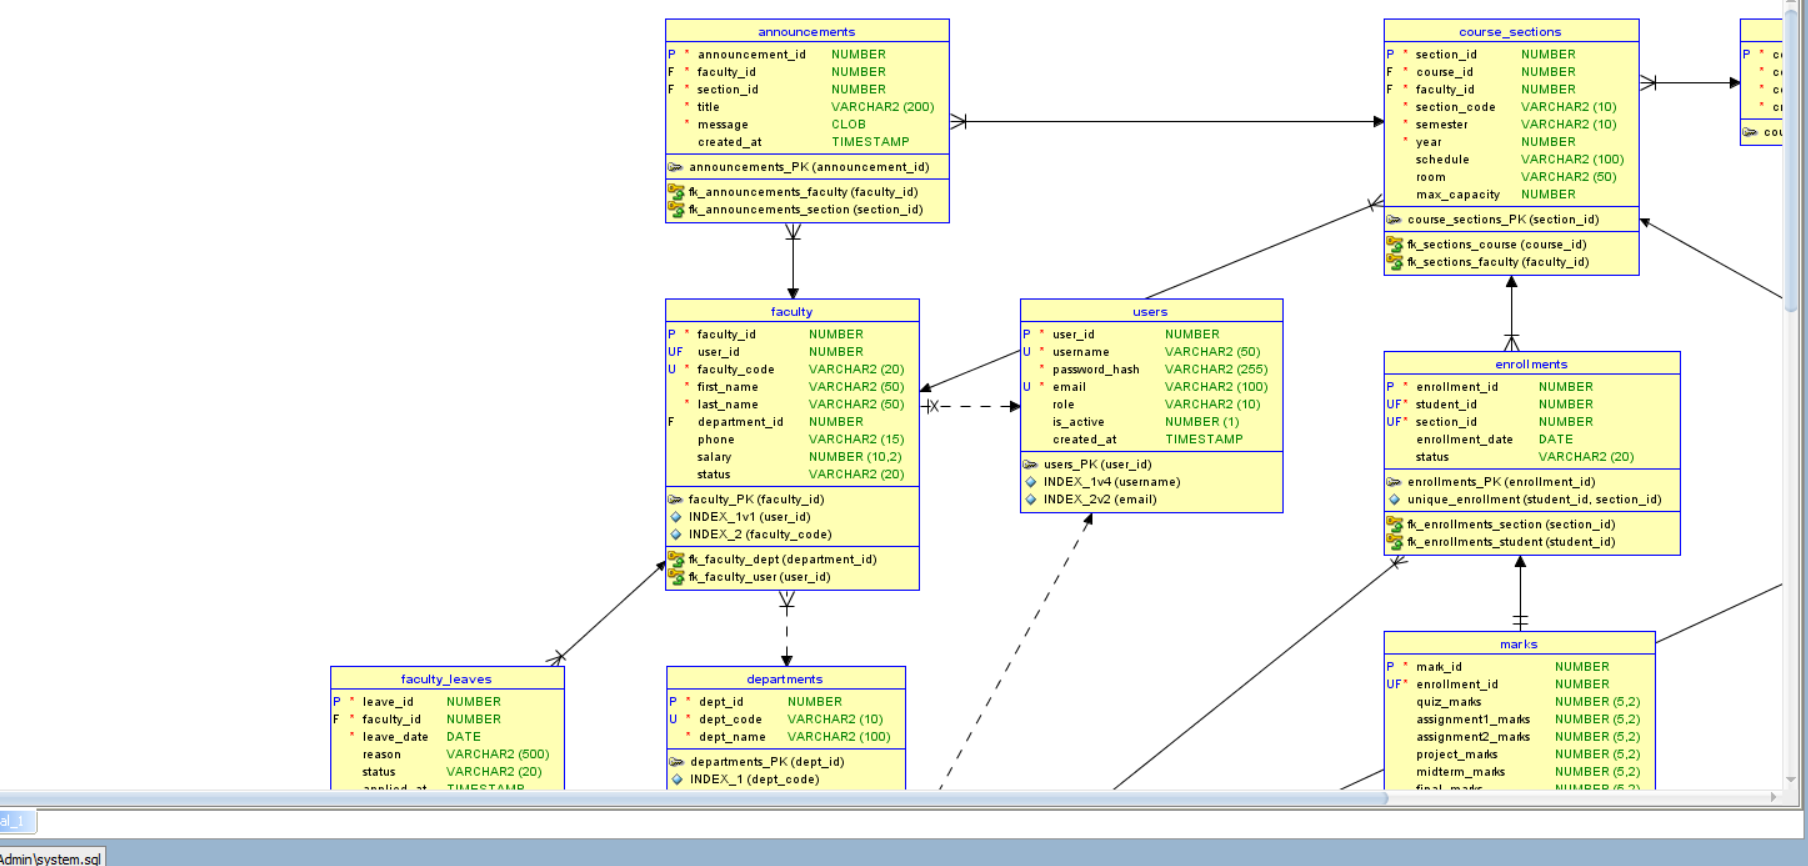 announcements
P * announcement_id NUMBER
F * faculty_id NUMBER
F * section_id NUMBER
* title VARCHAR2 (200)
* message CLOB
created_at TIMESTAMP
announcements_PK (announcement_id)
fk_announcements_faculty (faculty_id)
fk_announcements_section (section_id)
course_sections
P * section_id NUMBER
F * course_id NUMBER
F * faculty_id NUMBER
* section_code VARCHAR2 (10)
* semester VARCHAR2 (10)
* year NUMBER
schedule VARCHAR2 (100)
room VARCHAR2 (50)
max_capacity NUMBER
course_sections_PK (section_id)
fk_sections_course (course_id)
fk_sections_faculty (faculty_id)
P *
*
*
*
cou
faculty
P * faculty_id NUMBER
UF user_id NUMBER
U * faculty_code VARCHAR2 (20)
* first_name VARCHAR2 (50)
* last_name VARCHAR2 (50)
F department_id NUMBER
phone VARCHAR2 (15)
salary NUMBER (10,2)
status VARCHAR2 (20)
faculty_PK (faculty_id)
INDEX_1v1 (user_id)
INDEX_2 (faculty_code)
fk_faculty_dept (department_id)
fk_faculty_user (user_id)
users
P * user_id NUMBER
U * username VARCHAR2 (50)
* password_hash VARCHAR2 (255)
U * email VARCHAR2 (100)
role VARCHAR2 (10)
is_active NUMBER (1)
created_at TIMESTAMP
users_PK (user_id)
INDEX_1v4 (username)
INDEX_2v2 (email)
enrollments
P * enrollment_id NUMBER
UF * student_id NUMBER
UF * section_id NUMBER
enrollment_date DATE
status VARCHAR2 (20)
enrollments_PK (enrollment_id)
unique_enrollment (student_id, section_id)
fk_enrollments_section (section_id)
fk_enrollments_student (student_id)
faculty_leaves
P * leave_id NUMBER
F * faculty_id NUMBER
* leave_date DATE
reason VARCHAR2 (500)
status VARCHAR2 (20)
applied_at TIMESTAMP
departments
P * dept_id NUMBER
U * dept_code VARCHAR2 (10)
* dept_name VARCHAR2 (100)
departments_PK (dept_id)
INDEX_1 (dept_code)
marks
P * mark_id NUMBER
UF * enrollment_id NUMBER
quiz_marks NUMBER (5,2)
assignment1_marks NUMBER (5,2)
assignment2_marks NUMBER (5,2)
project_marks NUMBER (5,2)
midterm_marks NUMBER (5,2)
final_marks NUMBER (5,2)
al_1
Admin\system.sql